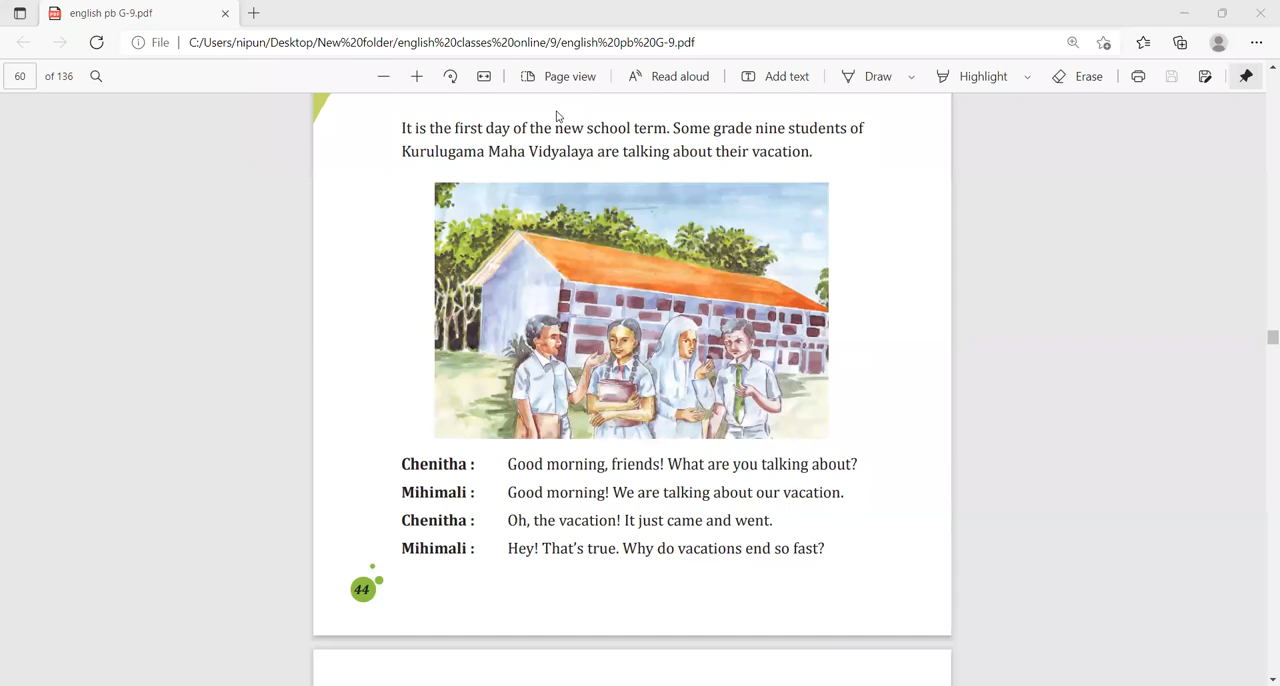 english pb G-9.pdf
File
C:/Users/nipun/Desktop/New%20folder/english%20classes%20online/9/english%20pb%20G-9.pdf
60 of 136
Page view
Read aloud
Add text
Draw
Highlight
Erase
It is the first day of the new school term. Some grade nine students of
Kurulugama Maha Vidyalaya are talking about their vacation.
Chenitha : Good morning, friends! What are you talking about?
Mihimali : Good morning! We are talking about our vacation.
Chenitha : Oh, the vacation! It just came and went.
Mihimali : Hey! That's true. Why do vacations end so fast?
44